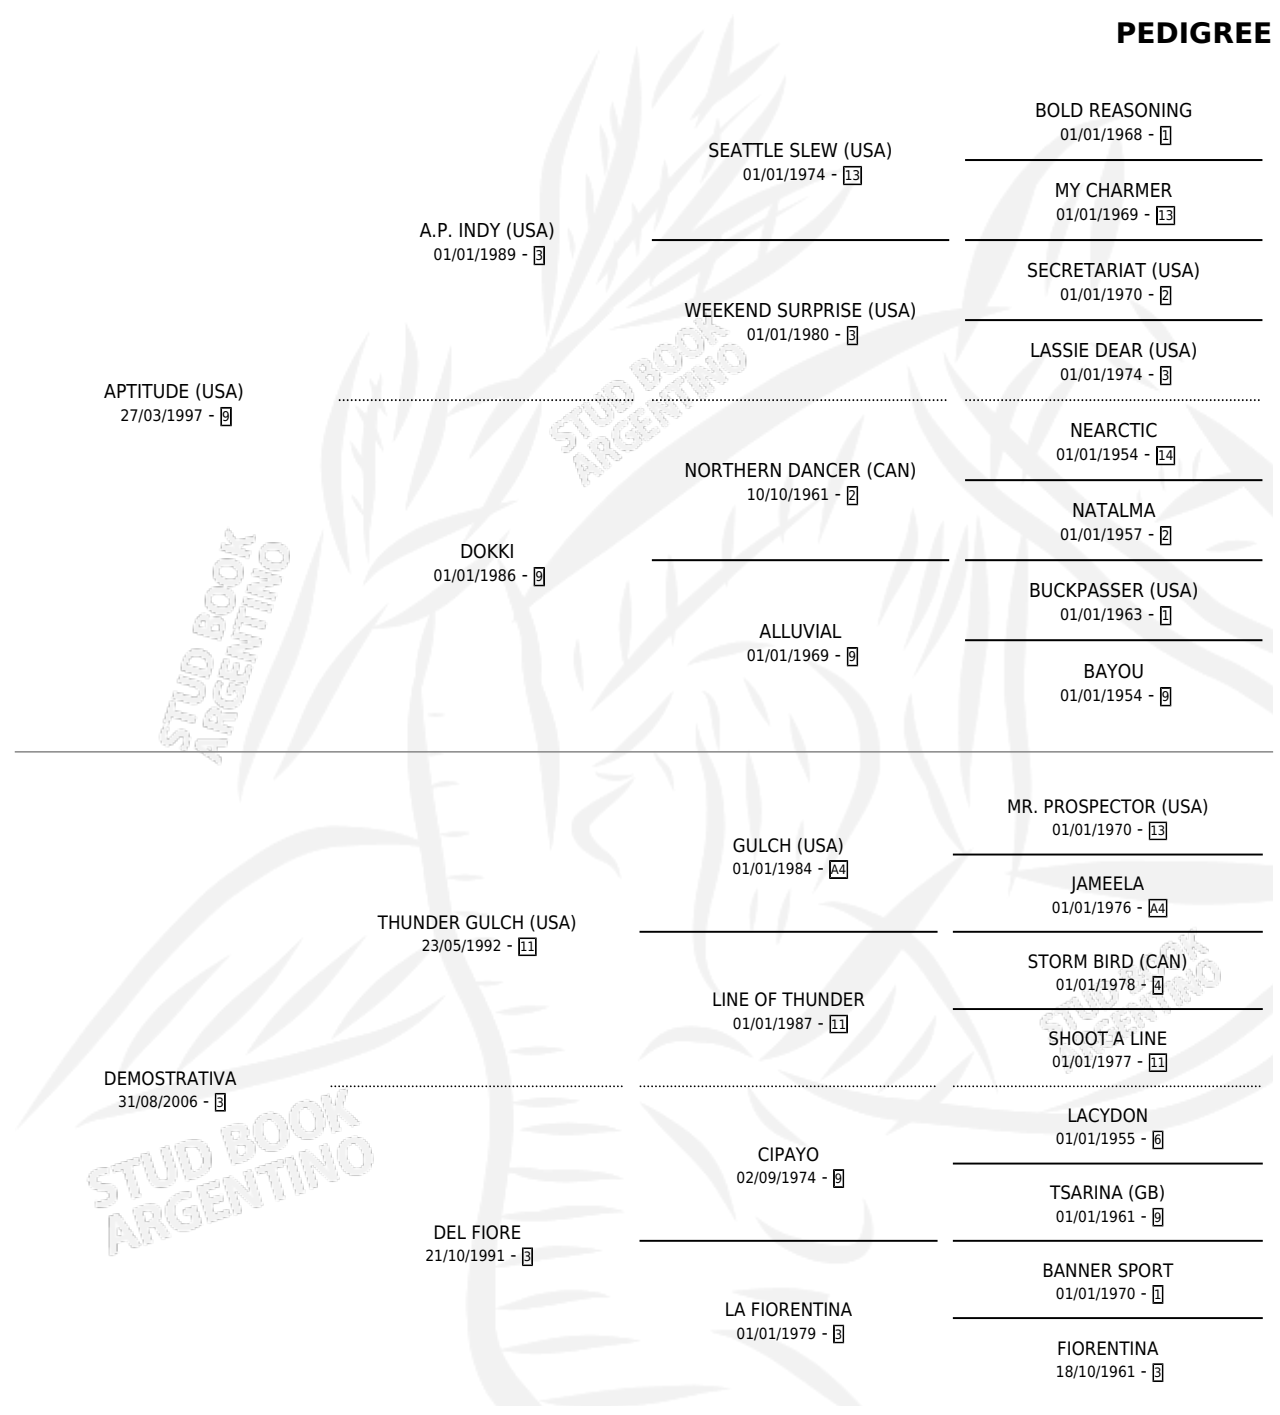 PEDIGREE
BOLD REASONING
01/01/1968 - 1
SEATTLE SLEW (USA)
01/01/1974 - 13
MY CHARMER
01/01/1969 - 13
A.P. INDY (USA)
01/01/1989 - 3
SECRETARIAT (USA)
01/01/1970 - 2
WEEKEND SURPRISE (USA)
01/01/1980 - 3
LASSIE DEAR (USA)
01/01/1974 - 3
APTITUDE (USA)
27/03/1997 - 9
NEARCTIC
01/01/1954 - 14
NORTHERN DANCER (CAN)
10/10/1961 - 2
NATALMA
01/01/1957 - 2
DOKKI
01/01/1986 - 9
BUCKPASSER (USA)
01/01/1963 - 1
ALLUVIAL
01/01/1969 - 9
BAYOU
01/01/1954 - 9
MR. PROSPECTOR (USA)
01/01/1970 - 13
GULCH (USA)
01/01/1984 - A4
JAMEELA
01/01/1976 - A4
THUNDER GULCH (USA)
23/05/1992 - 11
STORM BIRD (CAN)
01/01/1978 - 4
LINE OF THUNDER
01/01/1987 - 11
SHOOT A LINE
01/01/1977 - 11
DEMOSTRATIVA
31/08/2006 - 3
LACYDON
01/01/1955 - 6
CIPAYO
02/09/1974 - 9
TSARINA (GB)
01/01/1961 - 9
DEL FIORE
21/10/1991 - 3
BANNER SPORT
01/01/1970 - 1
LA FIORENTINA
01/01/1979 - 3
FIORENTINA
18/10/1961 - 3
STUD BOOK
ARGENTINO
STUD BOOK
ARGENTINO
STUD BOOK
ARGENTINO
STUD BOOK
ARGENTINO